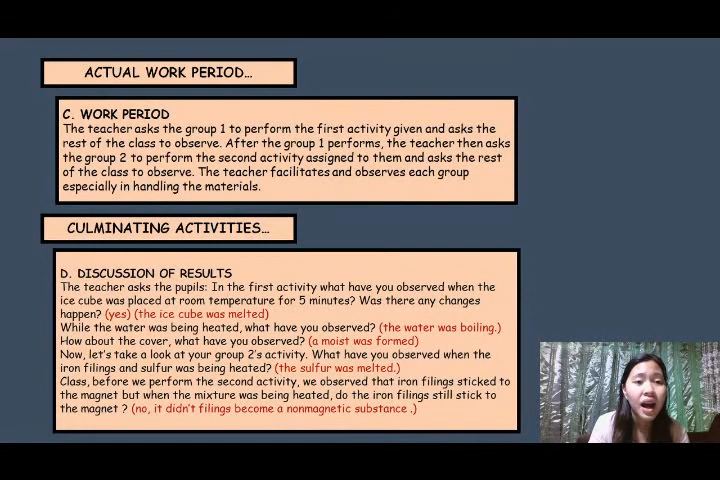 ACTUAL WORK PERIOD...
C. WORK PERIOD
The teacher asks the group 1 to perform the first activity given and asks the
rest of the class to observe. After the group 1 performs, the teacher then asks
the group 2 to perform the second activity assigned to them and asks the rest
of the class to observe. The teacher facilitates and observes each group
especially in handling the materials.
CULMINATING ACTIVITIES...
D. DISCUSSION OF RESULTS
The teacher asks the pupils: In the first activity what have you observed when the
ice cube was placed at room temperature for 5 minutes? Was there any changes
happen? (yes) (the ice cube was melted)
While the water was being heated, what have you observed? (the water was boiling.)
How about the cover, what have you observed? (a moist was formed)
Now, let's take a look at your group 2's activity. What have you observed when the
iron filings and sulfur was being heated? (the sulfur was melted.)
Class, before we perform the second activity, we observed that iron filings sticked to
the magnet but when the mixture was being heated, do the iron filings still stick to
the magnet ? (no, it didn't filings become a nonmagnetic substance .)